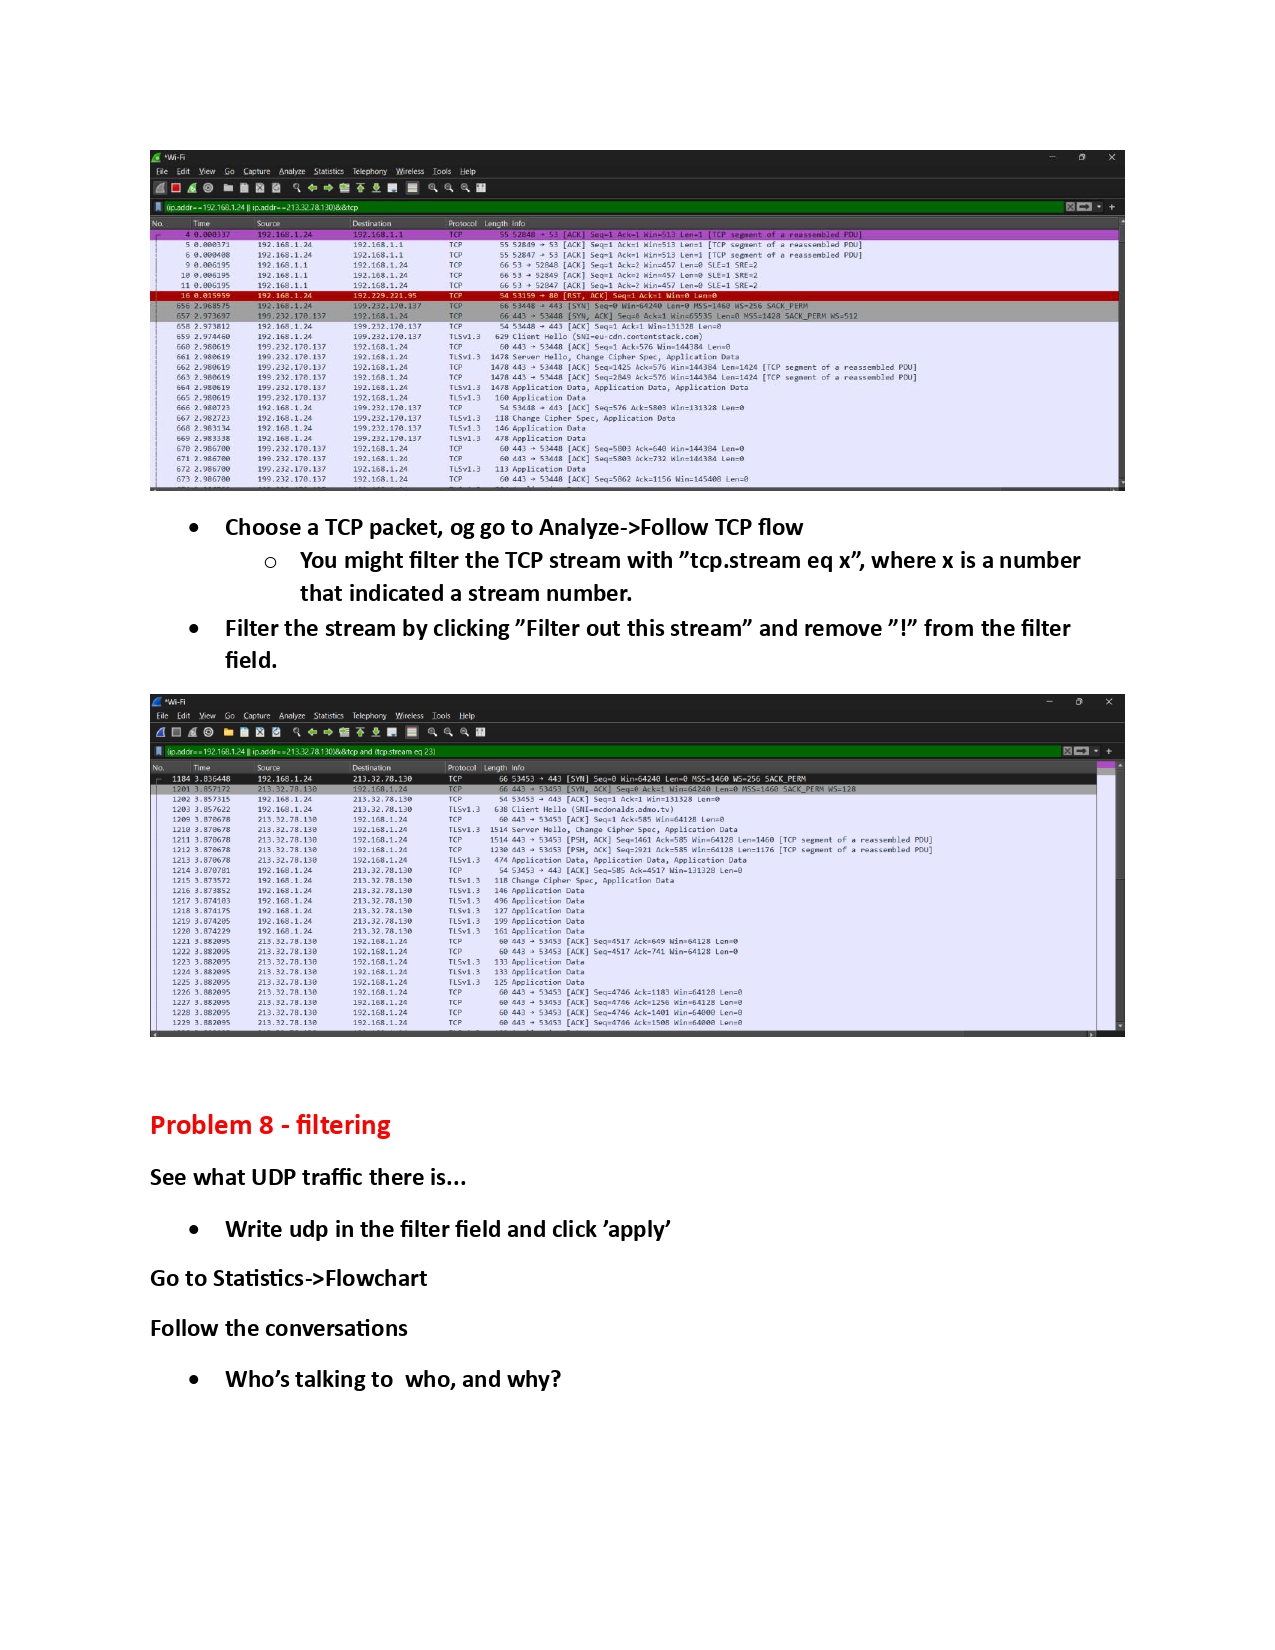 *Wi-Fi
File Edit View Go Capture Analyze Statistics Telephony Wireless Tools Help
(ip.addr==192.168.1.24 || ip.addr==213.32.78.130)&&tcp
No. Time Source Destination Protocol Length Info
4 0.000337 192.168.1.24 192.168.1.1 TCP 55 52848 → 53 [ACK] Seq=1 Ack=1 Win=513 Len=1 [TCP segment of a reassembled PDU]
5 0.000371 192.168.1.24 192.168.1.1 TCP 55 52849 → 53 [ACK] Seq=1 Ack=1 Win=513 Len=1 [TCP segment of a reassembled PDU]
6 0.000408 192.168.1.24 192.168.1.1 TCP 55 52847 → 53 [ACK] Seq=1 Ack=1 Win=513 Len=1 [TCP segment of a reassembled PDU]
9 0.006195 192.168.1.1 192.168.1.24 TCP 66 53 → 52848 [ACK] Seq=1 Ack=2 Win=457 Len=0 SLE=1 SRE=2
10 0.006195 192.168.1.1 192.168.1.24 TCP 66 53 → 52849 [ACK] Seq=1 Ack=2 Win=457 Len=0 SLE=1 SRE=2
11 0.006195 192.168.1.1 192.168.1.24 TCP 66 53 → 52847 [ACK] Seq=1 Ack=2 Win=457 Len=0 SLE=1 SRE=2
16 0.015959 192.168.1.24 192.229.221.95 TCP 54 53159 → 80 [RST, ACK] Seq=1 Ack=1 Win=0 Len=0
656 2.968575 192.168.1.24 199.232.170.137 TCP 66 53448 → 443 [SYN] Seq=0 Win=64240 Len=0 MSS=1460 WS=256 SACK_PERM
657 2.973697 199.232.170.137 192.168.1.24 TCP 66 443 → 53448 [SYN, ACK] Seq=0 Ack=1 Win=65535 Len=0 MSS=1428 SACK_PERM WS=512
658 2.973812 192.168.1.24 199.232.170.137 TCP 54 53448 → 443 [ACK] Seq=1 Ack=1 Win=131328 Len=0
659 2.974460 192.168.1.24 199.232.170.137 TLSv1.3 629 Client Hello (SNI=eu-cdn.contentstack.com)
660 2.980619 199.232.170.137 192.168.1.24 TCP 60 443 → 53448 [ACK] Seq=1 Ack=576 Win=144384 Len=0
661 2.980619 199.232.170.137 192.168.1.24 TLSv1.3 1478 Server Hello, Change Cipher Spec, Application Data
662 2.980619 199.232.170.137 192.168.1.24 TCP 1478 443 → 53448 [ACK] Seq=1425 Ack=576 Win=144384 Len=1424 [TCP segment of a reassembled PDU]
663 2.980619 199.232.170.137 192.168.1.24 TCP 1478 443 → 53448 [ACK] Seq=2849 Ack=576 Win=144384 Len=1424 [TCP segment of a reassembled PDU]
664 2.980619 199.232.170.137 192.168.1.24 TLSv1.3 1478 Application Data, Application Data, Application Data
665 2.980619 199.232.170.137 192.168.1.24 TLSv1.3 160 Application Data
666 2.980723 192.168.1.24 199.232.170.137 TCP 54 53448 → 443 [ACK] Seq=576 Ack=5803 Win=131328 Len=0
667 2.982723 192.168.1.24 199.232.170.137 TLSv1.3 118 Change Cipher Spec, Application Data
668 2.983134 192.168.1.24 199.232.170.137 TLSv1.3 146 Application Data
669 2.983338 192.168.1.24 199.232.170.137 TLSv1.3 478 Application Data
670 2.986700 199.232.170.137 192.168.1.24 TCP 60 443 → 53448 [ACK] Seq=5803 Ack=640 Win=144384 Len=0
671 2.986700 199.232.170.137 192.168.1.24 TCP 60 443 → 53448 [ACK] Seq=5803 Ack=732 Win=144384 Len=0
672 2.986700 199.232.170.137 192.168.1.24 TLSv1.3 113 Application Data
673 2.986700 199.232.170.137 192.168.1.24 TCP 60 443 → 53448 [ACK] Seq=5862 Ack=1156 Win=145408 Len=0
• Choose a TCP packet, og go to Analyze->Follow TCP flow
o You might filter the TCP stream with ”tcp.stream eq x”, where x is a number
that indicated a stream number.
• Filter the stream by clicking ”Filter out this stream” and remove ”!” from the filter
field.
*Wi-Fi
File Edit View Go Capture Analyze Statistics Telephony Wireless Tools Help
(ip.addr==192.168.1.24 || ip.addr==213.32.78.130)&&tcp and (tcp.stream eq 23)
No. Time Source Destination Protocol Length Info
1184 3.836448 192.168.1.24 213.32.78.130 TCP 66 53453 → 443 [SYN] Seq=0 Win=64240 Len=0 MSS=1460 WS=256 SACK_PERM
1201 3.857172 213.32.78.130 192.168.1.24 TCP 66 443 → 53453 [SYN, ACK] Seq=0 Ack=1 Win=64240 Len=0 MSS=1460 SACK_PERM WS=128
1202 3.857315 192.168.1.24 213.32.78.130 TCP 54 53453 → 443 [ACK] Seq=1 Ack=1 Win=131328 Len=0
1203 3.857622 192.168.1.24 213.32.78.130 TLSv1.3 638 Client Hello (SNI=mcdonalds.admo.tv)
1209 3.870678 213.32.78.130 192.168.1.24 TCP 60 443 → 53453 [ACK] Seq=1 Ack=585 Win=64128 Len=0
1210 3.870678 213.32.78.130 192.168.1.24 TLSv1.3 1514 Server Hello, Change Cipher Spec, Application Data
1211 3.870678 213.32.78.130 192.168.1.24 TCP 1514 443 → 53453 [PSH, ACK] Seq=1461 Ack=585 Win=64128 Len=1460 [TCP segment of a reassembled PDU]
1212 3.870678 213.32.78.130 192.168.1.24 TCP 1230 443 → 53453 [PSH, ACK] Seq=2921 Ack=585 Win=64128 Len=1176 [TCP segment of a reassembled PDU]
1213 3.870678 213.32.78.130 192.168.1.24 TLSv1.3 474 Application Data, Application Data, Application Data
1214 3.870781 192.168.1.24 213.32.78.130 TCP 54 53453 → 443 [ACK] Seq=585 Ack=4517 Win=131328 Len=0
1215 3.873572 192.168.1.24 213.32.78.130 TLSv1.3 118 Change Cipher Spec, Application Data
1216 3.873852 192.168.1.24 213.32.78.130 TLSv1.3 146 Application Data
1217 3.874103 192.168.1.24 213.32.78.130 TLSv1.3 496 Application Data
1218 3.874175 192.168.1.24 213.32.78.130 TLSv1.3 127 Application Data
1219 3.874205 192.168.1.24 213.32.78.130 TLSv1.3 199 Application Data
1220 3.874229 192.168.1.24 213.32.78.130 TLSv1.3 161 Application Data
1221 3.882095 213.32.78.130 192.168.1.24 TCP 60 443 → 53453 [ACK] Seq=4517 Ack=649 Win=64128 Len=0
1222 3.882095 213.32.78.130 192.168.1.24 TCP 60 443 → 53453 [ACK] Seq=4517 Ack=741 Win=64128 Len=0
1223 3.882095 213.32.78.130 192.168.1.24 TLSv1.3 133 Application Data
1224 3.882095 213.32.78.130 192.168.1.24 TLSv1.3 133 Application Data
1225 3.882095 213.32.78.130 192.168.1.24 TLSv1.3 125 Application Data
1226 3.882095 213.32.78.130 192.168.1.24 TCP 60 443 → 53453 [ACK] Seq=4746 Ack=1183 Win=64128 Len=0
1227 3.882095 213.32.78.130 192.168.1.24 TCP 60 443 → 53453 [ACK] Seq=4746 Ack=1256 Win=64128 Len=0
1228 3.882095 213.32.78.130 192.168.1.24 TCP 60 443 → 53453 [ACK] Seq=4746 Ack=1401 Win=64000 Len=0
1229 3.882095 213.32.78.130 192.168.1.24 TCP 60 443 → 53453 [ACK] Seq=4746 Ack=1508 Win=64000 Len=0
Problem 8 - filtering
See what UDP traffic there is...
• Write udp in the filter field and click ’apply’
Go to Statistics->Flowchart
Follow the conversations
• Who’s talking to who, and why?